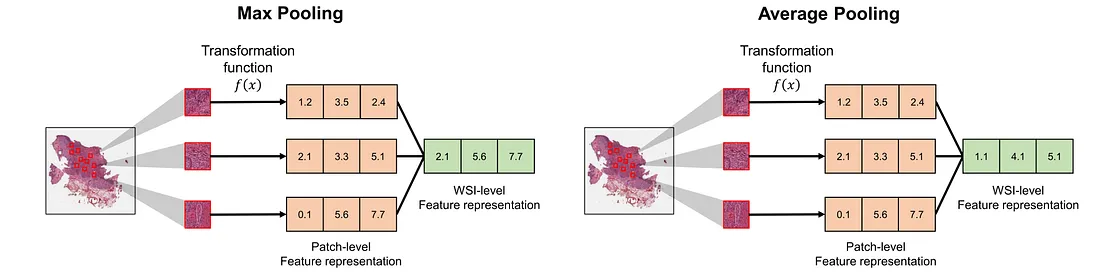 Max Pooling
Transformation
function
f(x)
1.2 3.5 2.4
2.1 3.3 5.1
2.1 5.6 7.7
WSI-level
Feature representation
0.1 5.6 7.7
Patch-level
Feature representation
Average Pooling
Transformation
function
f(x)
1.2 3.5 2.4
2.1 3.3 5.1
1.1 4.1 5.1
WSI-level
Feature representation
0.1 5.6 7.7
Patch-level
Feature representation